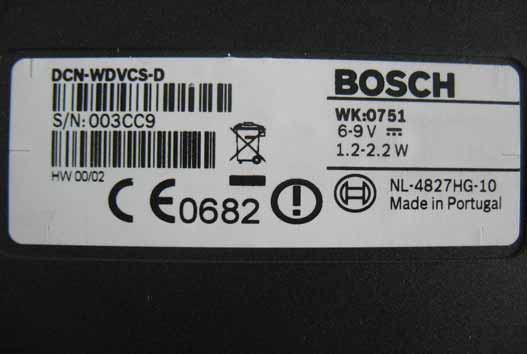 DCN-WDVCS-D
S/N: 003CC9
HW 00/02
CE0682
BOSCH
WK:0751
6-9 V ⎓
1.2-2.2 W
NL-4827HG-10
Made in Portugal